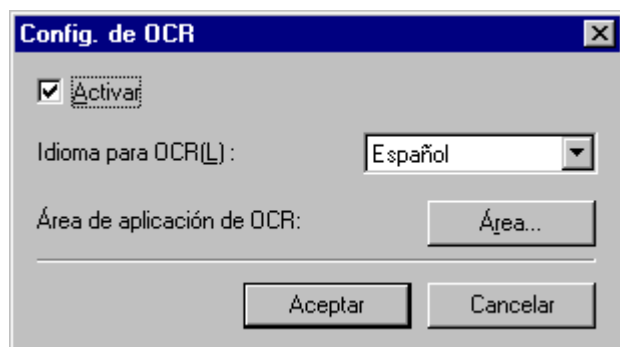 Config. de OCR
Activar
Idioma para OCR(L) : Español
Área de aplicación de OCR: Área...
Aceptar Cancelar